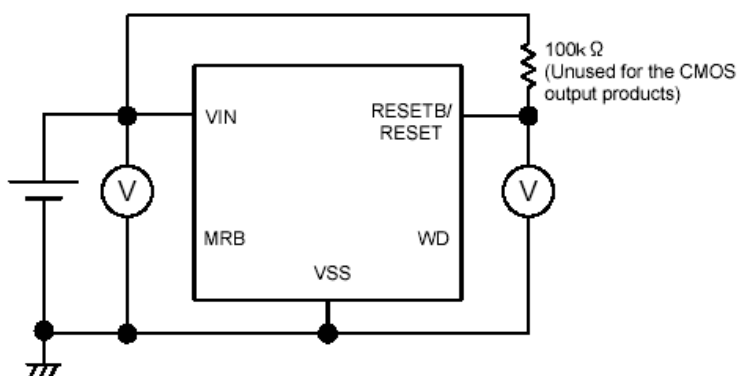 100k Ω
(Unused for the CMOS
output products)
VIN
RESETB/
RESET
V
V
MRB
WD
VSS